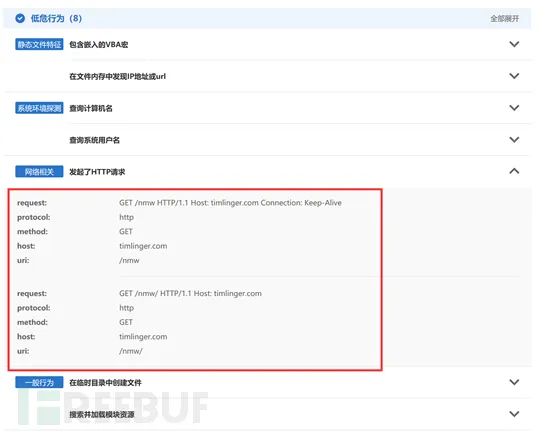 低危行为（8）
全部展开
静态文件特征 包含嵌入的VBA宏
在文件内存中发现IP地址或url
系统环境探测 查询计算机名
查询系统用户名
网络相关 发起了HTTP请求
request: GET /nmw HTTP/1.1 Host: timlinger.com Connection: Keep-Alive
protocol: http
method: GET
host: timlinger.com
uri: /nmw
request: GET /nmw/ HTTP/1.1 Host: timlinger.com
protocol: http
method: GET
host: timlinger.com
uri: /nmw/
一般行为 在临时目录中创建文件
搜索并加载模块资源
FREEBUF